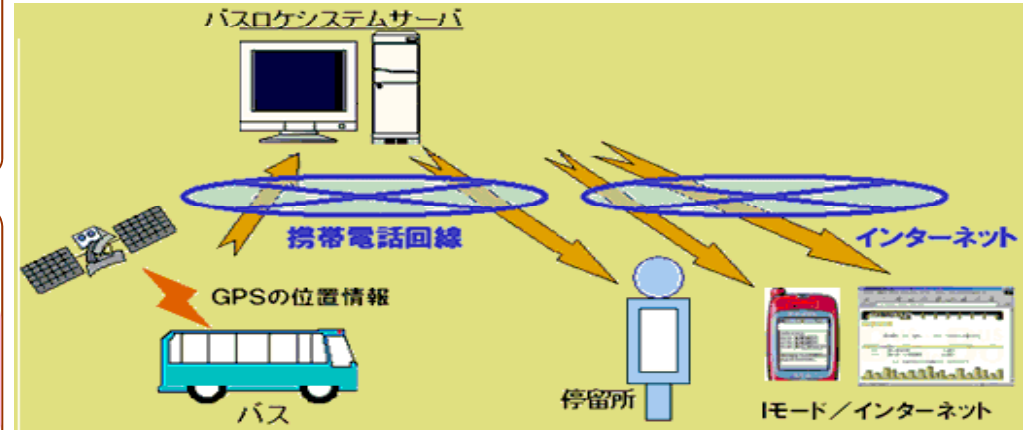 バスロケシステムサーバ
携帯電話回線
インターネット
GPSの位置情報
バス
停留所
Iモード／インターネット